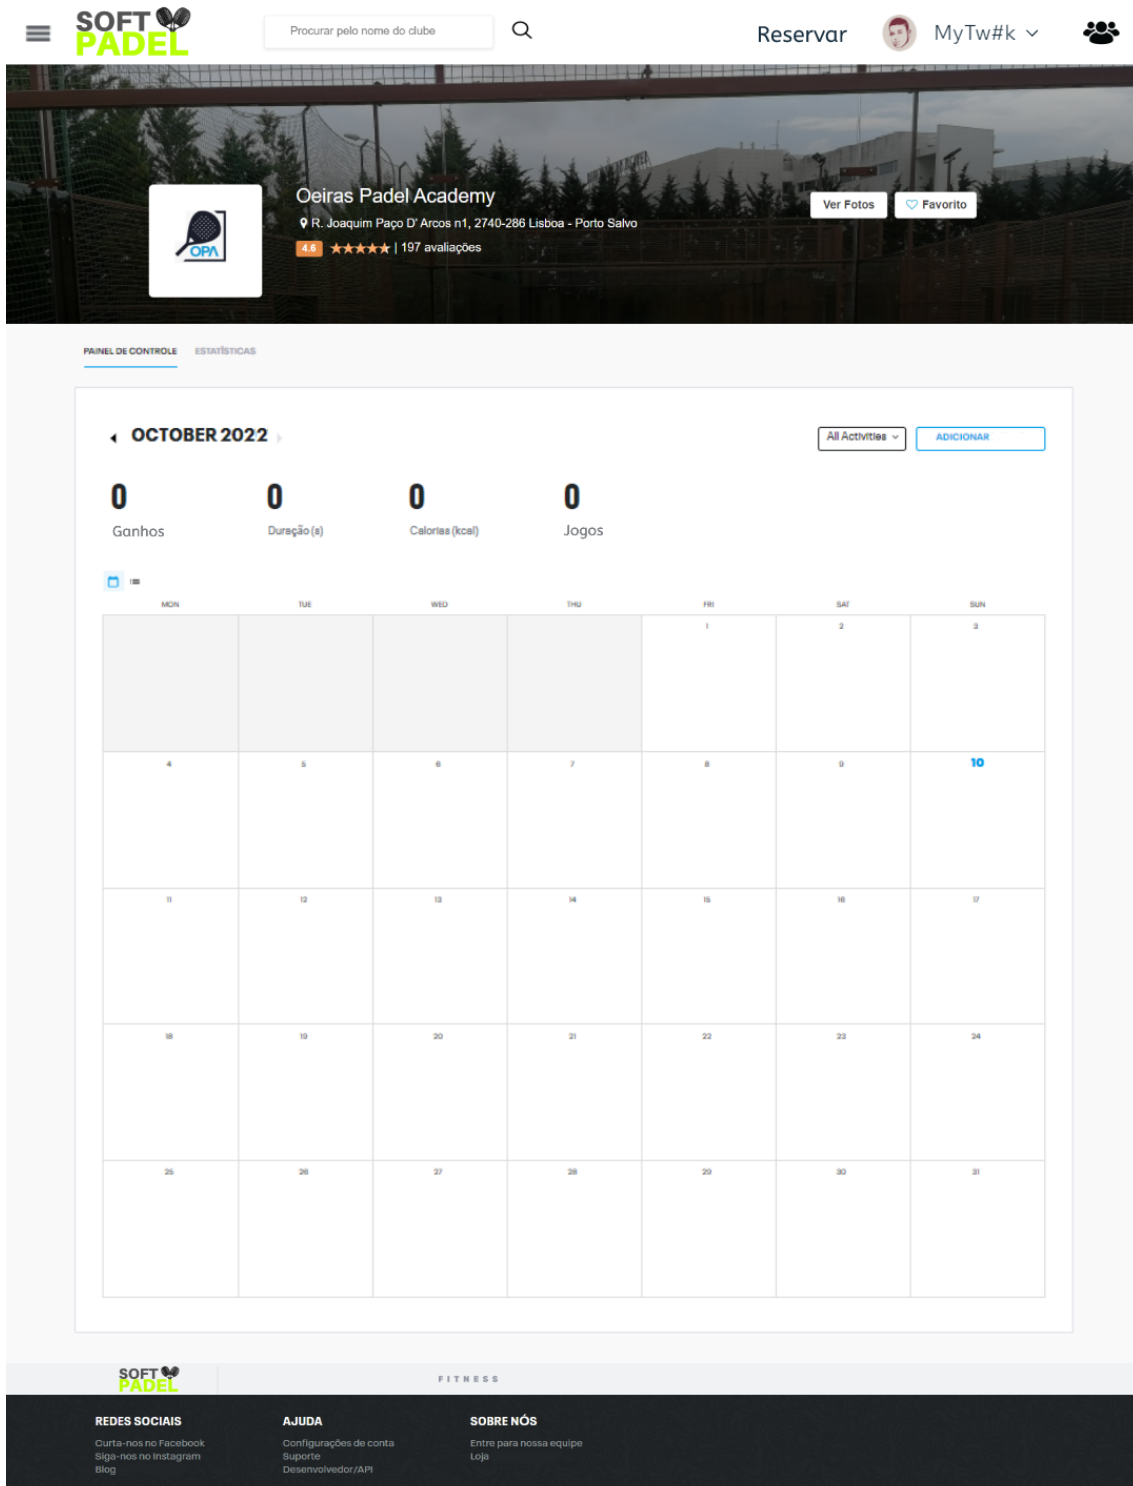 SOFT
PADEL
Procurar pelo nome do clube
Reservar
MyTw#k
Oeiras Padel Academy
R. Joaquim Paço D' Arcos n1, 2740-286 Lisboa - Porto Salvo
4.6 ★★★★★ | 197 avaliações
OPA
Ver Fotos
Favorito
PAINEL DE CONTROLE ESTATÍSTICAS
OCTOBER 2022
All Activities
ADICIONAR
0 0 0 0
Ganhos Duração (s) Calorias (kcal) Jogos
MON TUE WED THU FRI SAT SUN
1 2 3
4 5 6 7 8 9 10
11 12 13 14 15 16 17
18 19 20 21 22 23 24
25 26 27 28 29 30 31
SOFT
PADEL
FITNESS
REDES SOCIAIS AJUDA SOBRE NÓS
Curta-nos no Facebook Configurações de conta Entre para nossa equipe
Siga-nos no Instagram Suporte Loja
Blog Desenvolvedor/API